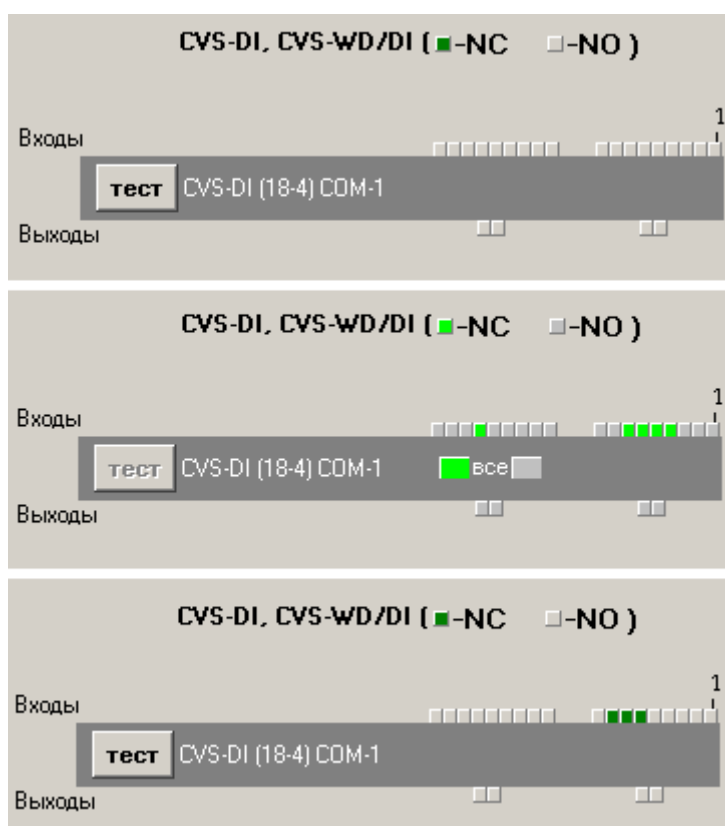 CVS-DI, CVS-WD/DI ( -NC -NO )
1
Входы
тест CVS-DI (18-4) COM-1
Выходы
CVS-DI, CVS-WD/DI ( -NC -NO )
1
Входы
тест CVS-DI (18-4) COM-1 все
Выходы
CVS-DI, CVS-WD/DI ( -NC -NO )
1
Входы
тест CVS-DI (18-4) COM-1
Выходы